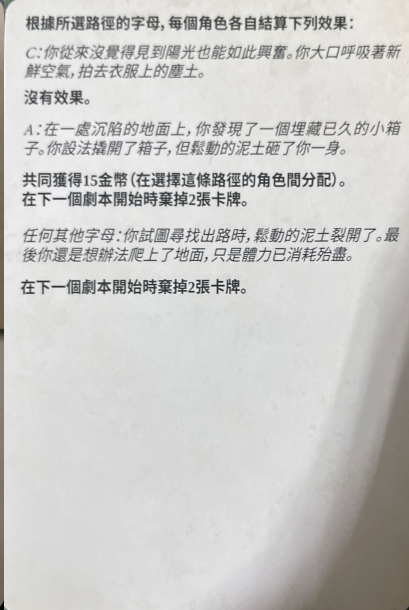 根據所選路徑的字母，每個角色各自結算下列效果：
C：你從來沒覺得見到陽光也能如此興奮。你大口呼吸著新
鮮空氣，拍去衣服上的塵土。
沒有效果。
A：在一處沉陷的地面上，你發現了一個埋藏已久的小箱
子。你設法撬開了箱子，但鬆動的泥土砸了你一身。
共同獲得15金幣（在選擇這條路徑的角色間分配）。
在下一個劇本開始時棄掉2張卡牌。
任何其他字母：你試圖尋找出路時，鬆動的泥土裂開了。最
後你還是想辦法爬上了地面，只是體力已消耗殆盡。
在下一個劇本開始時棄掉2張卡牌。